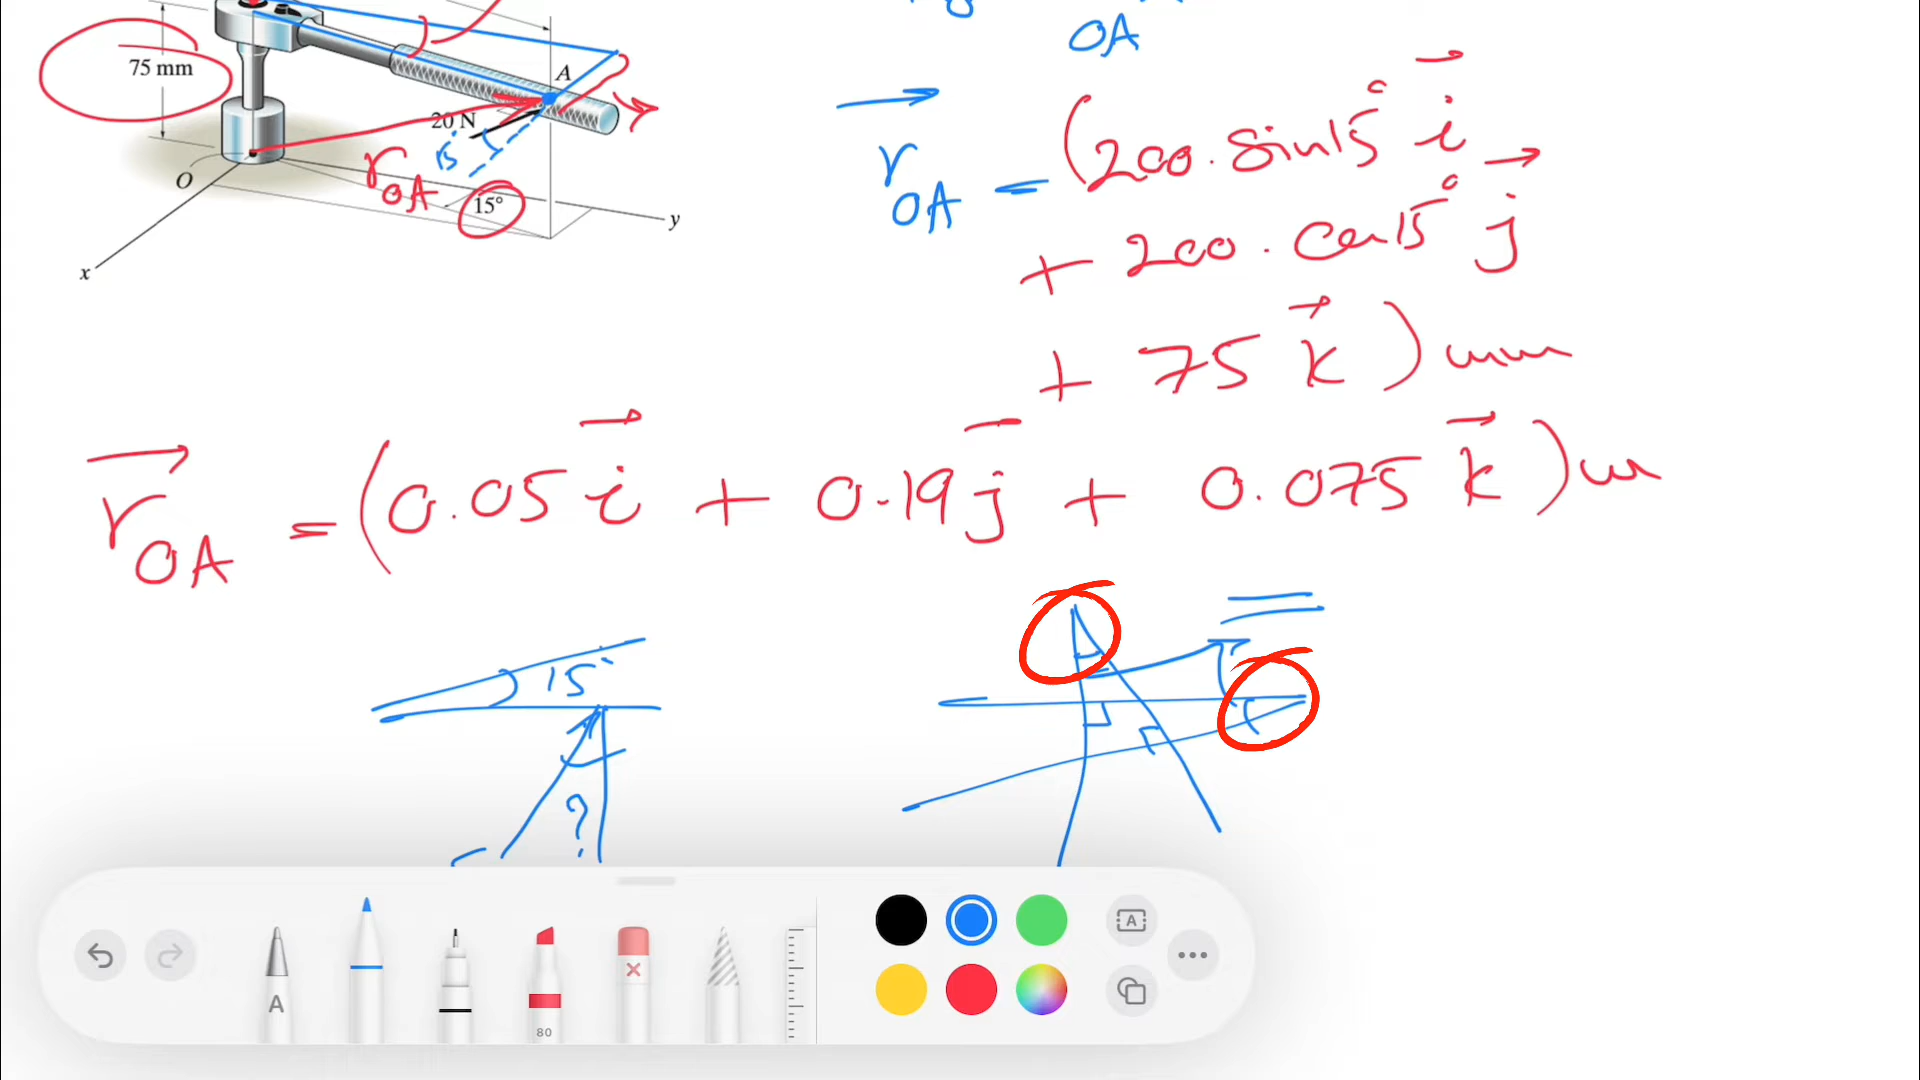 75 mm
A
20 N
15°
r OA
O
15°
y
x
OA
r OA = (200.sin15° i
+ 200.cos15° j
+ 75 k) mm
r OA = (0.05 i + 0.19 j + 0.075 k) m
15°
?
A
80
A